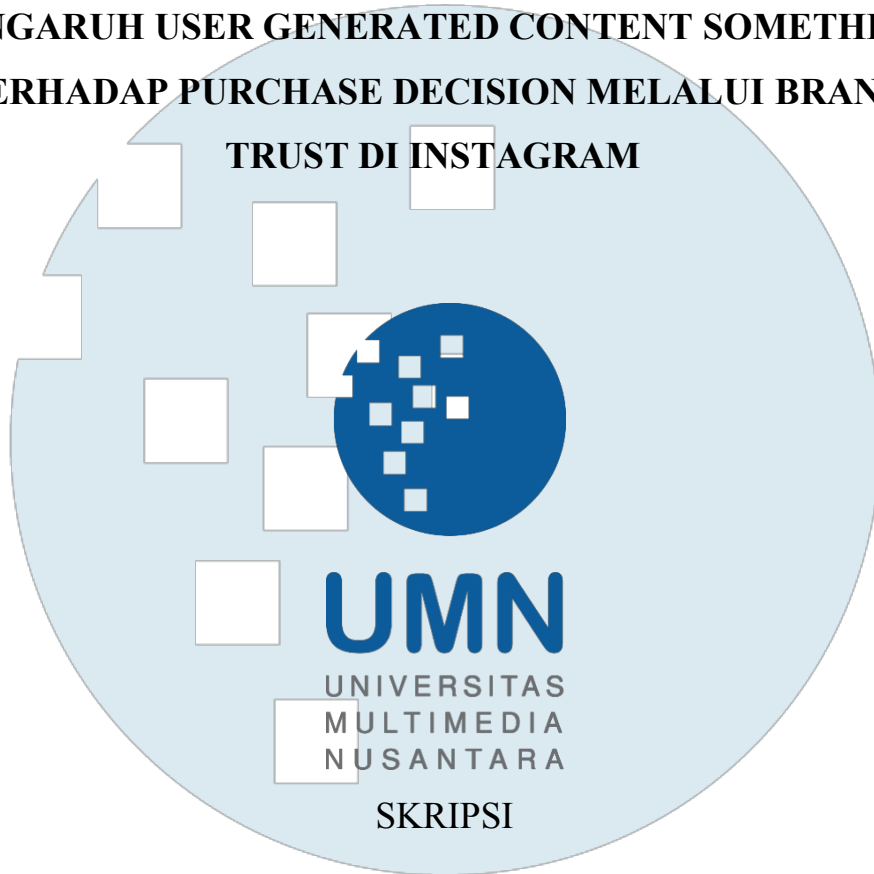 NGARUH USER GENERATED CONTENT SOMETHI
ERHADAP PURCHASE DECISION MELALUI BRAN
TRUST DI INSTAGRAM
UMN
UNIVERSITAS
MULTIMEDIA
NUSANTARA
SKRIPSI